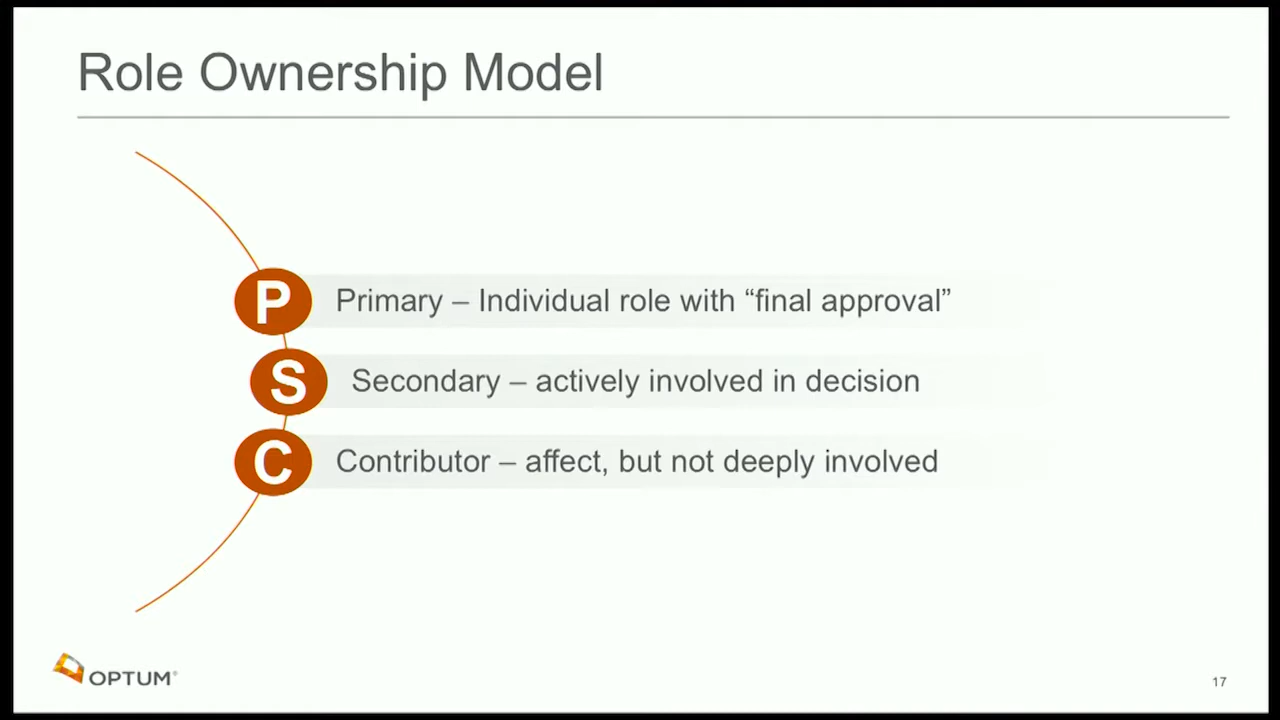 Role Ownership Model
P
Primary – Individual role with “final approval”
S
Secondary – actively involved in decision
C
Contributor – affect, but not deeply involved
OPTUM®
17